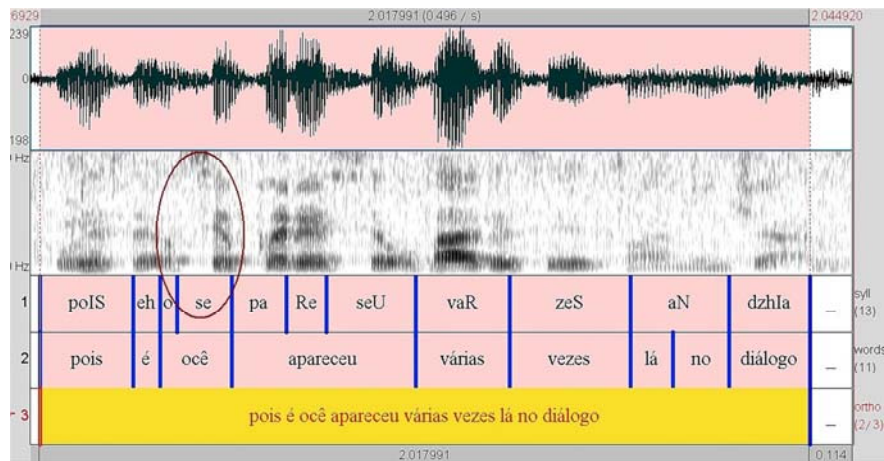 6929 2.017991 (0.496 / s) 2.044920
239
0
198
Hz
Hz
1 poIS eh o se pa Re seU vaR zeS aN dzhIa _ syll (13)
2 pois é ocê apareceu várias vezes lá no diálogo _ words (11)
3 pois é ocê apareceu várias vezes lá no diálogo _ ortho (2/3)
2.017991 0.114